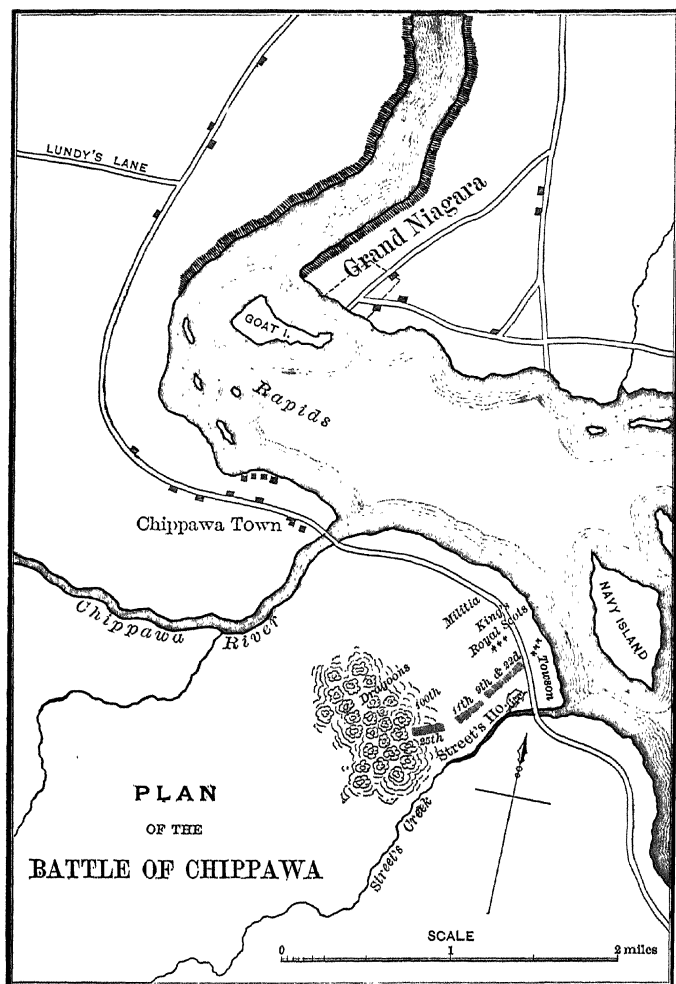 LUNDY'S LANE
Grand Niagara
GOAT I.
Rapids
Chippawa Town
Chippawa River
NAVY ISLAND
Militia
King's
Royal Scots
Towson
Dragoons
100th
11th 9th & 22d
25th
Street's Ho.
Street's Creek
PLAN
OF THE
BATTLE OF CHIPPAWA
SCALE
0 1 2 miles